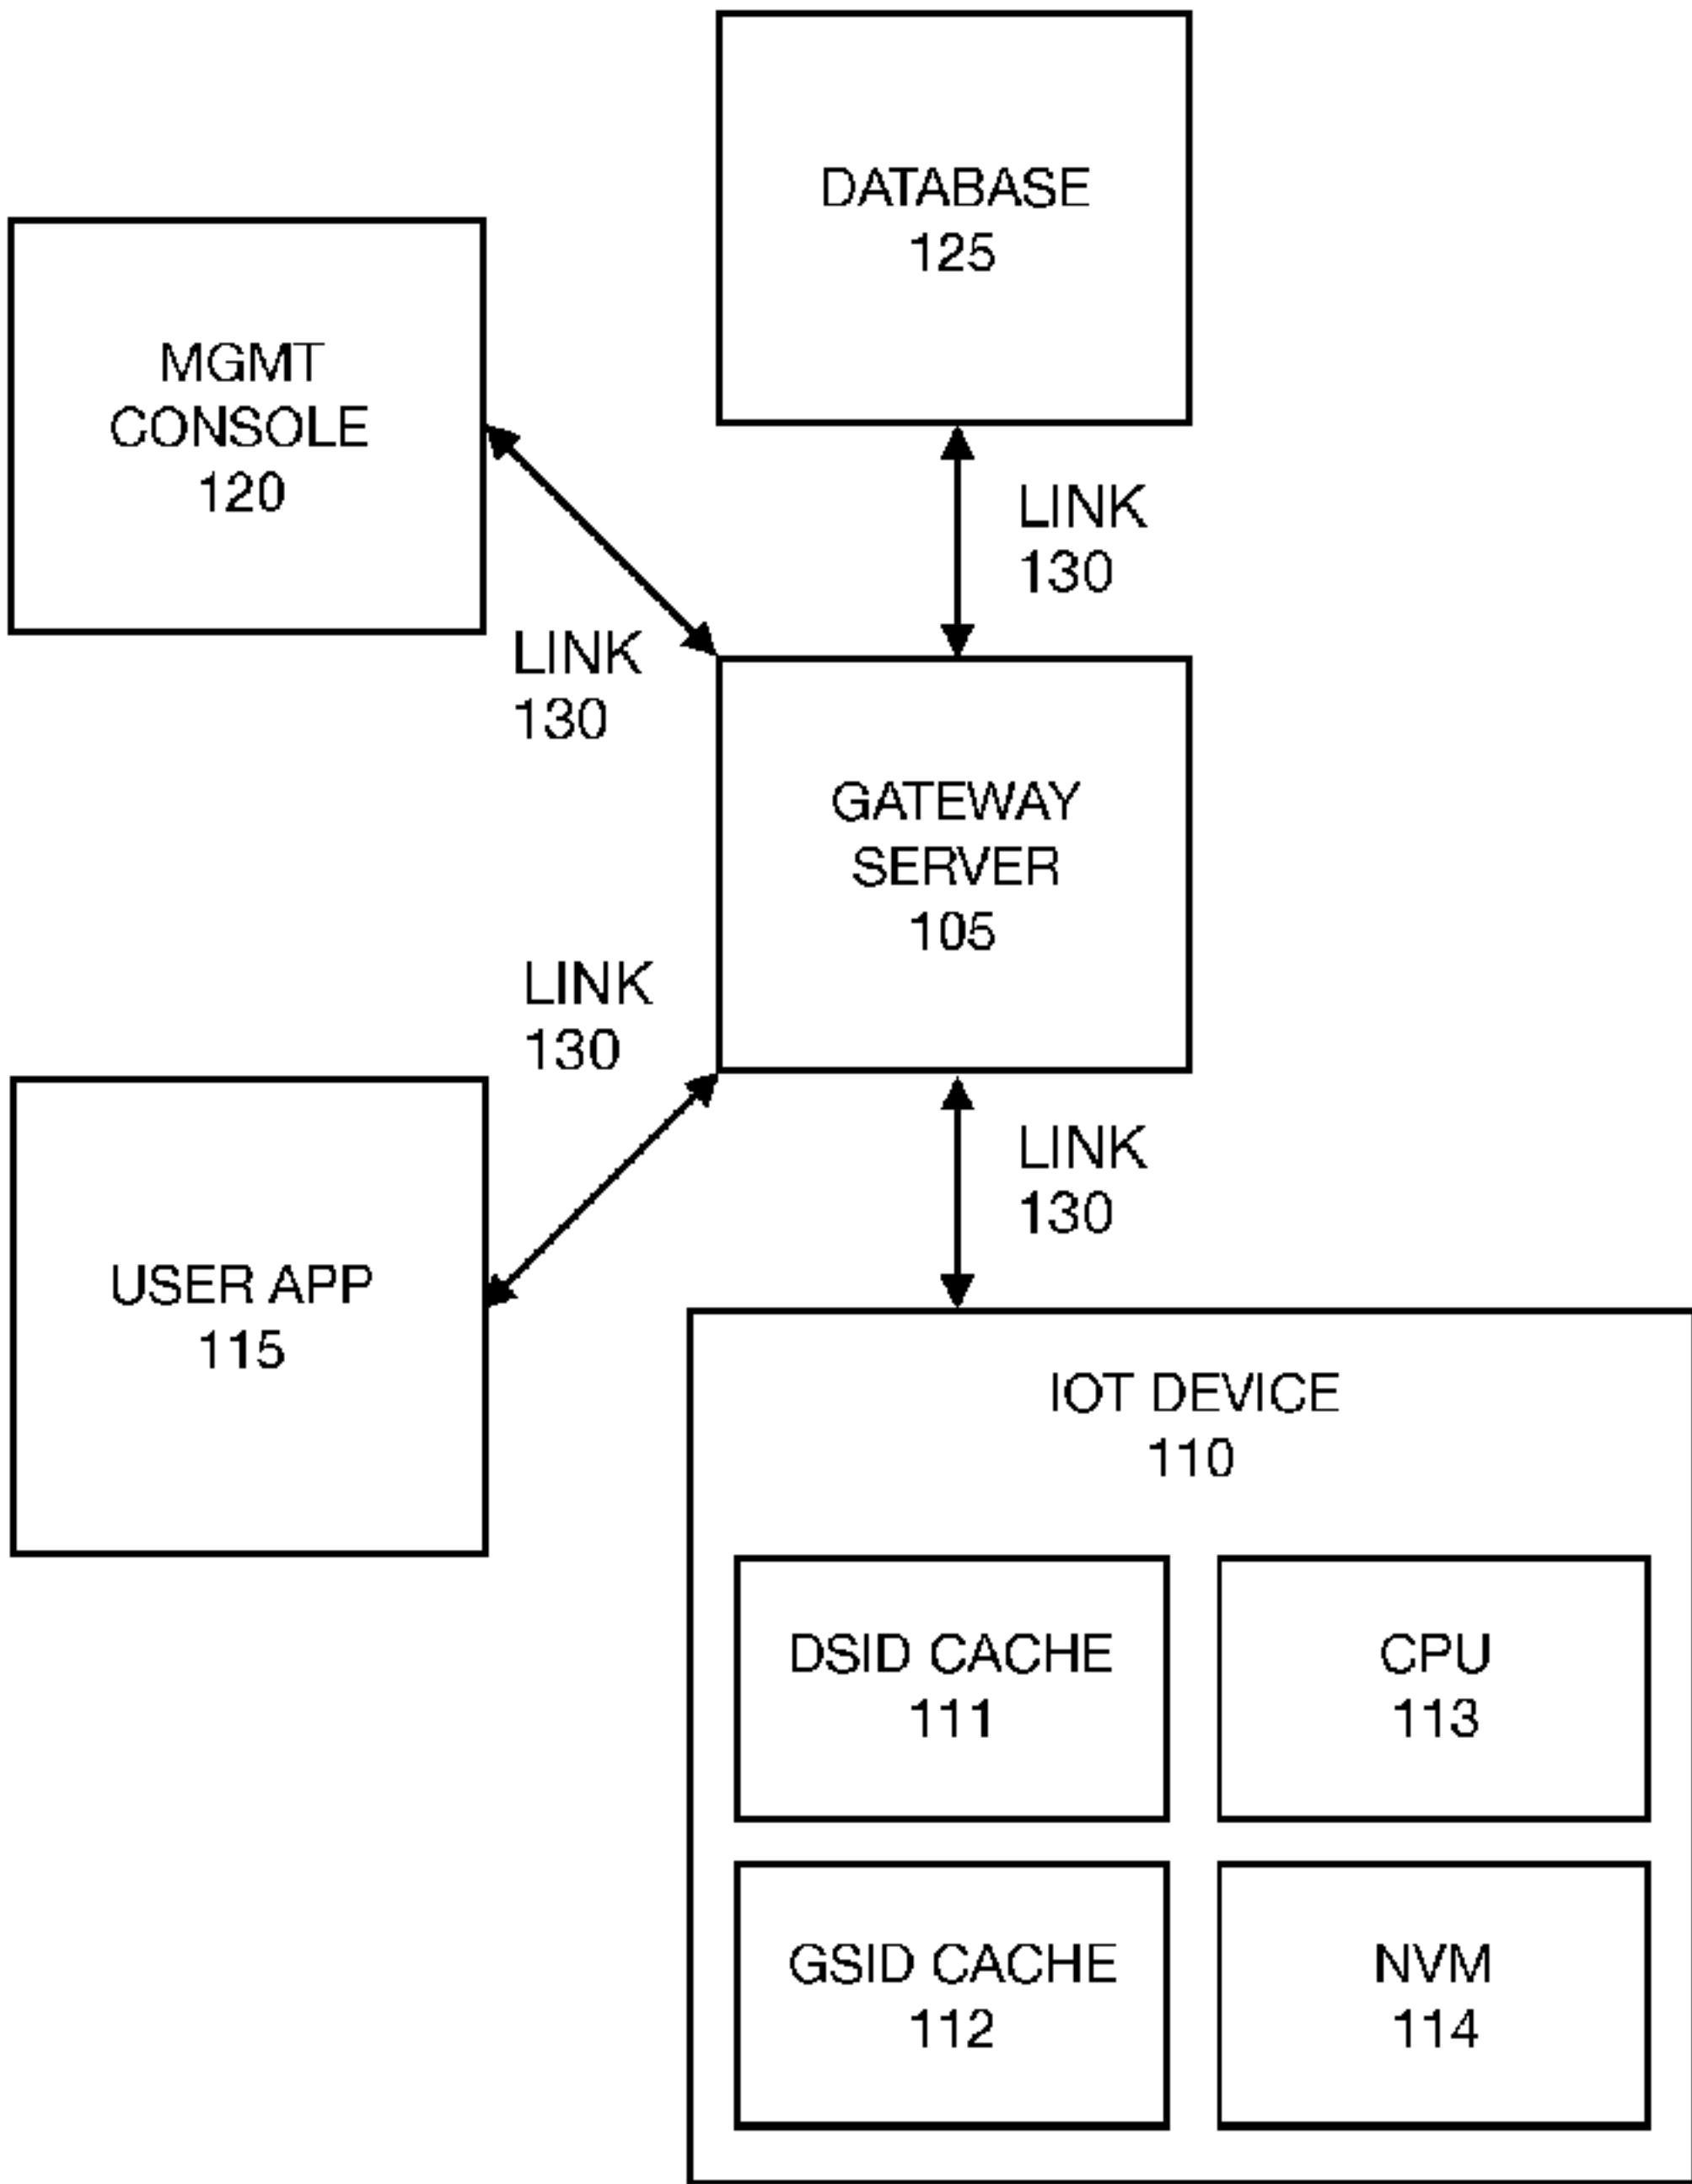 DATABASE
125
MGMT
CONSOLE
120
LINK
130
LINK
130
GATEWAY
SERVER
105
LINK
130
LINK
130
USER APP
115
IOT DEVICE
110
DSID CACHE
111
CPU
113
GSID CACHE
112
NVM
114